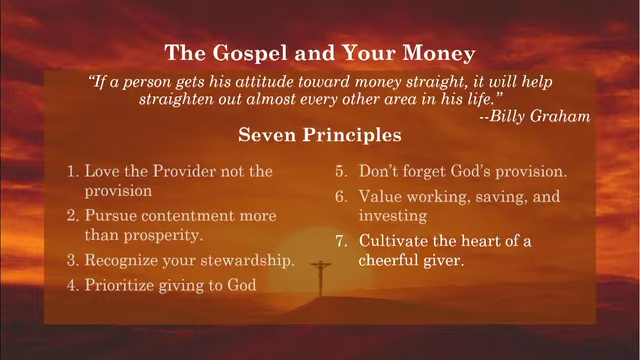 The Gospel and Your Money
“If a person gets his attitude toward money straight, it will help
straighten out almost every other area in his life.”
--Billy Graham
Seven Principles
1. Love the Provider not the
provision
2. Pursue contentment more
than prosperity.
3. Recognize your stewardship.
4. Prioritize giving to God
5. Don’t forget God’s provision.
6. Value working, saving, and
investing
7. Cultivate the heart of a
cheerful giver.